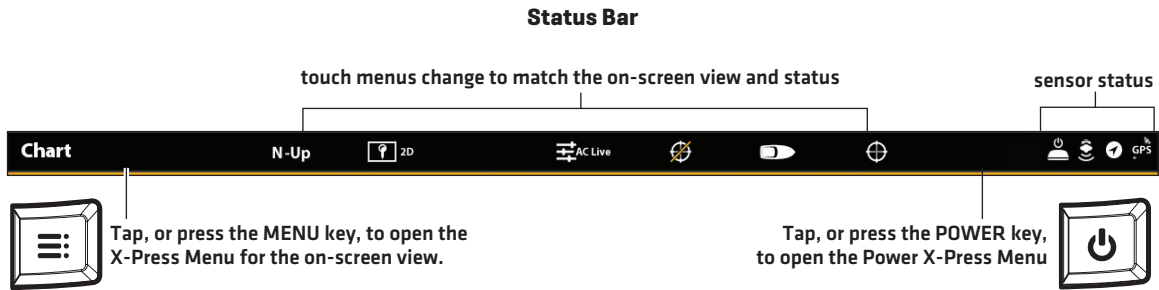 Status Bar
touch menus change to match the on-screen view and status
sensor status
Chart N-Up 2D AC Live GPS
Tap, or press the MENU key, to open the
X-Press Menu for the on-screen view.
Tap, or press the POWER key,
to open the Power X-Press Menu